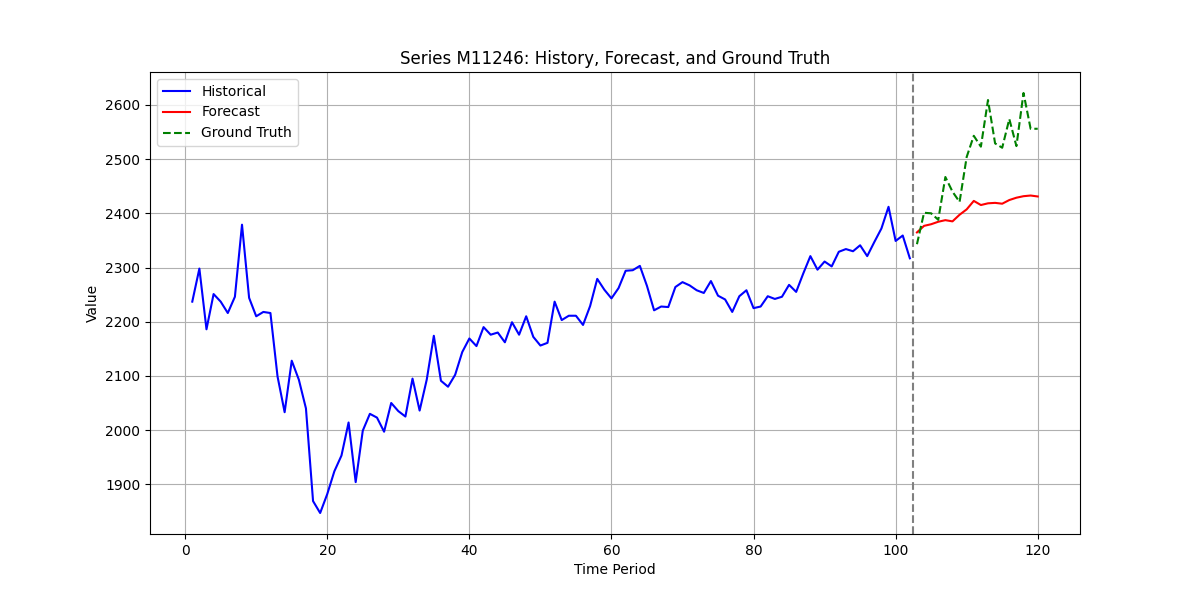 Series M11246: History, Forecast, and Ground Truth
Historical
Forecast
Ground Truth
Value
2600
2500
2400
2300
2200
2100
2000
1900
0 20 40 60 80 100 120
Time Period